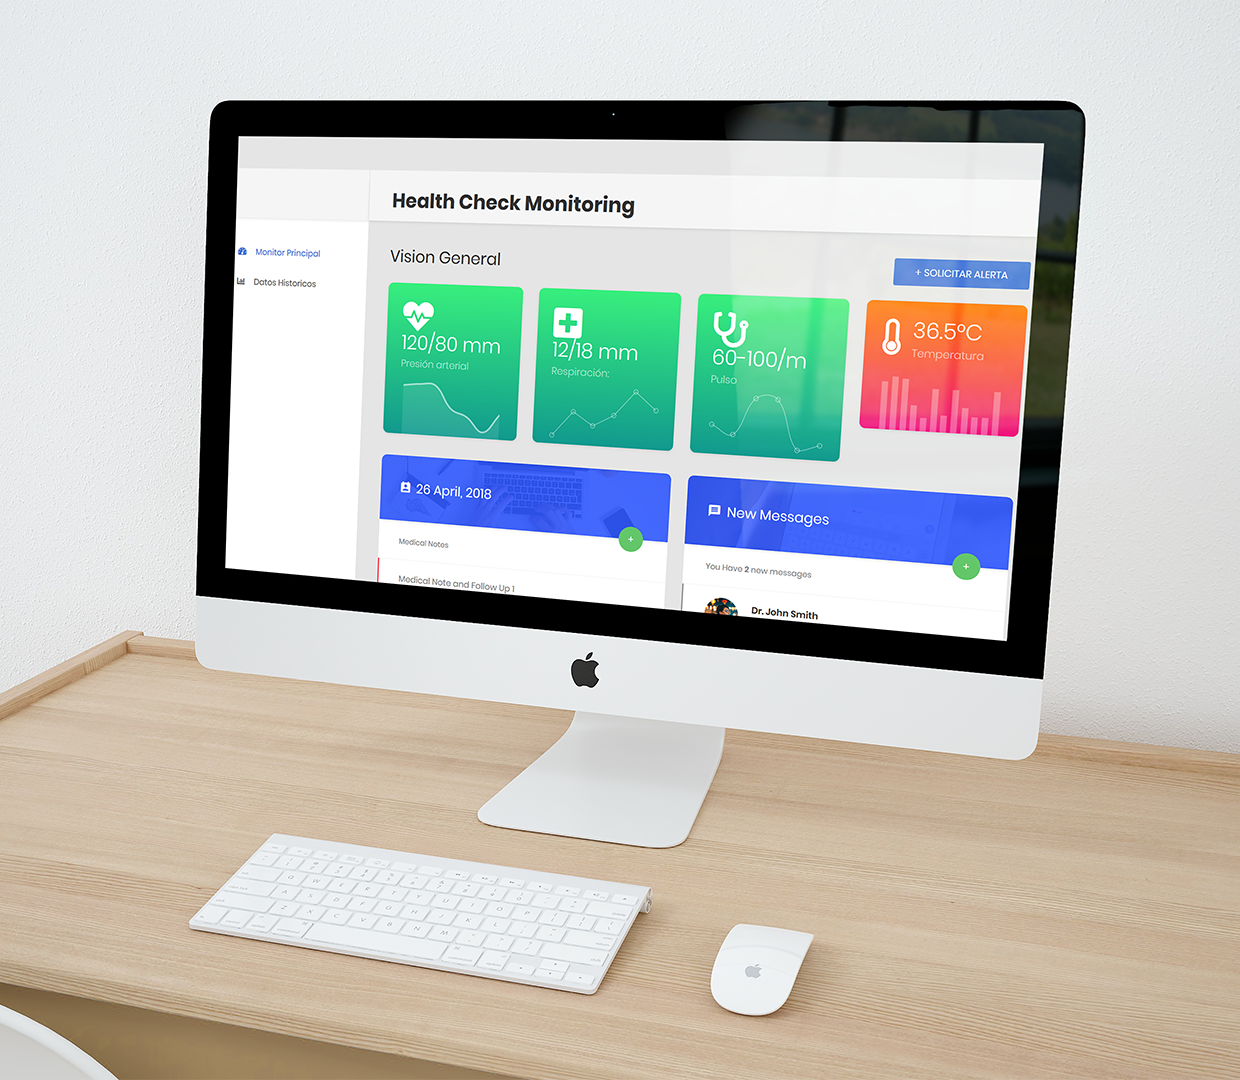 Health Check Monitoring
Monitor Principal
Datos Historicos
Vision General
+ SOLICITAR ALERTA
120/80 mm
Presión arterial
12/18 mm
Respiración:
60-100/m
Pulso
36.5ºC
Temperatura
26 April, 2018
Medical Notes
Medical Note and Follow Up 1
New Messages
You Have 2 new messages
Dr. John Smith